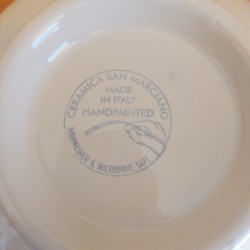 CERAMICA SAN MARCIANO
MADE
IN ITALY
HANDPAINTED
DISHWASHER & MICROWAVE SAFE